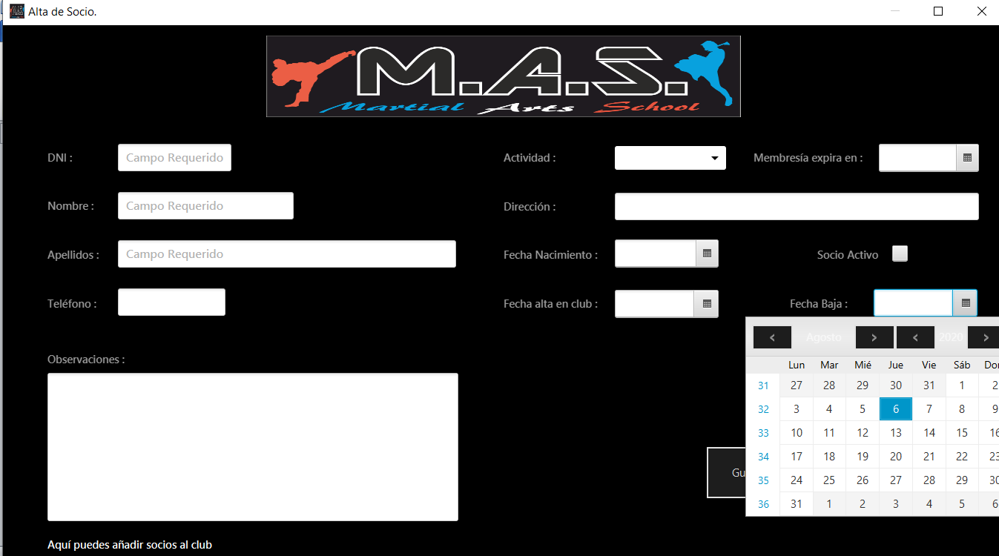 Alta de Socio.
M.A.S.
Martial Arts School
DNI : Campo Requerido
Actividad : Membresía expira en :
Nombre : Campo Requerido
Dirección :
Apellidos : Campo Requerido
Fecha Nacimiento : Socio Activo
Teléfono :
Fecha alta en club : Fecha Baja :
Agosto 2020
Lun Mar Mié Jue Vie Sáb
31 27 28 29 30 31 1 2
32 3 4 5 6 7 8 9
33 10 11 12 13 14 15 16
34 17 18 19 20 21 22 23
35 24 25 26 27 28 29 30
36 31 1 2 3 4 5 6
Observaciones :
Gu
Aquí puedes añadir socios al club